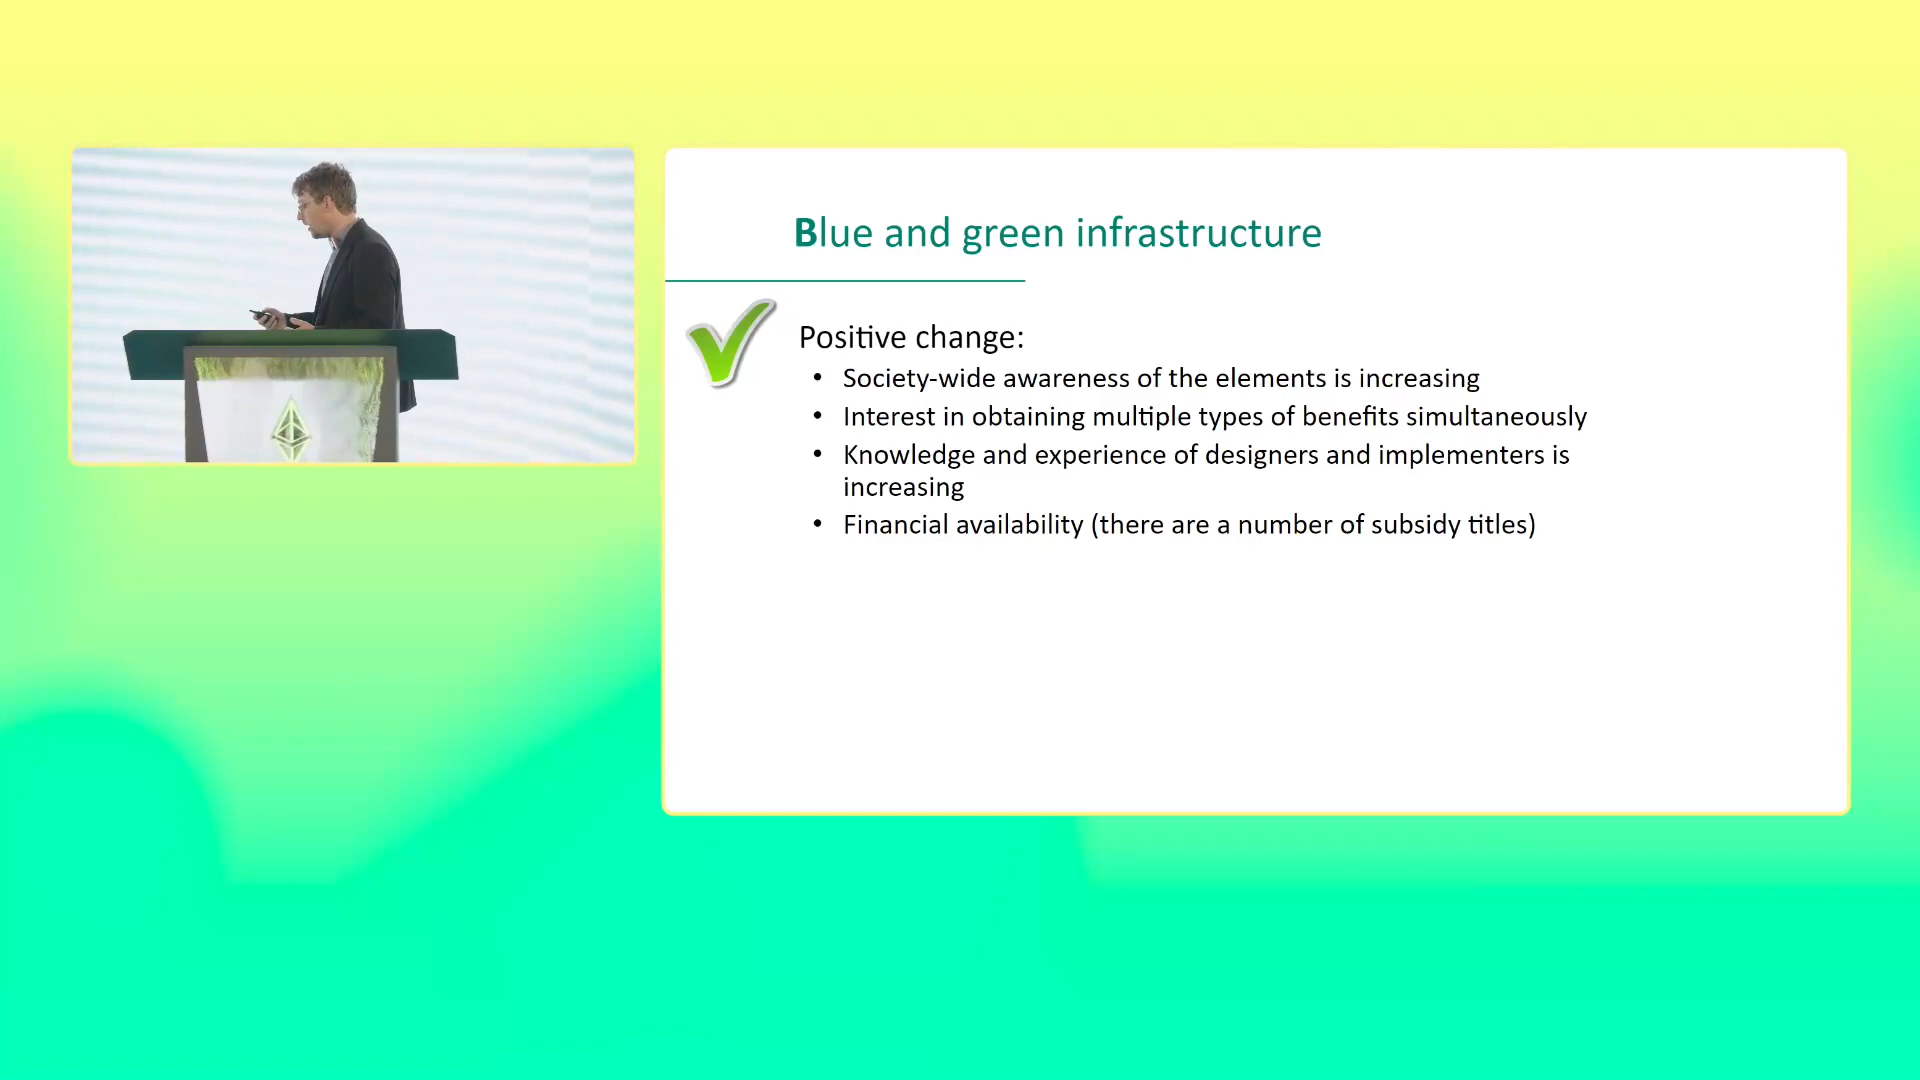 Blue and green infrastructure
Positive change:
• Society-wide awareness of the elements is increasing
• Interest in obtaining multiple types of benefits simultaneously
• Knowledge and experience of designers and implementers is
increasing
• Financial availability (there are a number of subsidy titles)